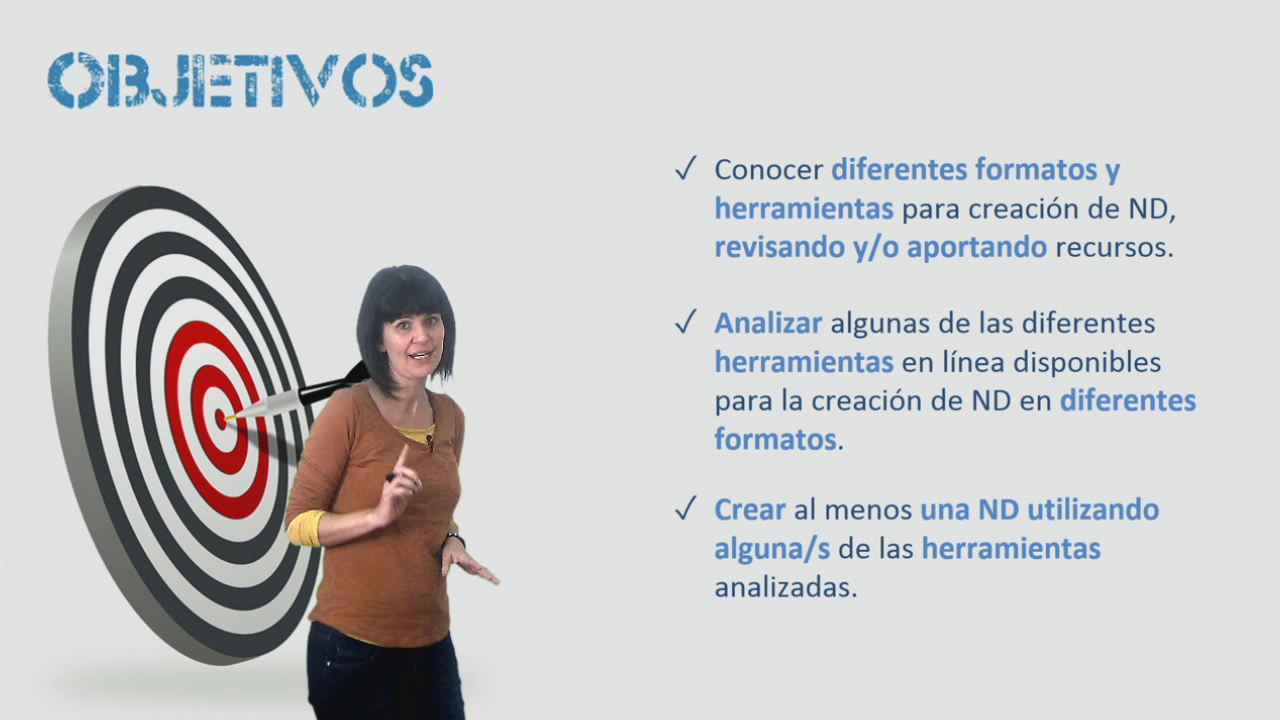 OBJETIVOS
✓ Conocer diferentes formatos y
herramientas para creación de ND,
revisando y/o aportando recursos.
✓ Analizar algunas de las diferentes
herramientas en línea disponibles
para la creación de ND en diferentes
formatos.
✓ Crear al menos una ND utilizando
alguna/s de las herramientas
analizadas.